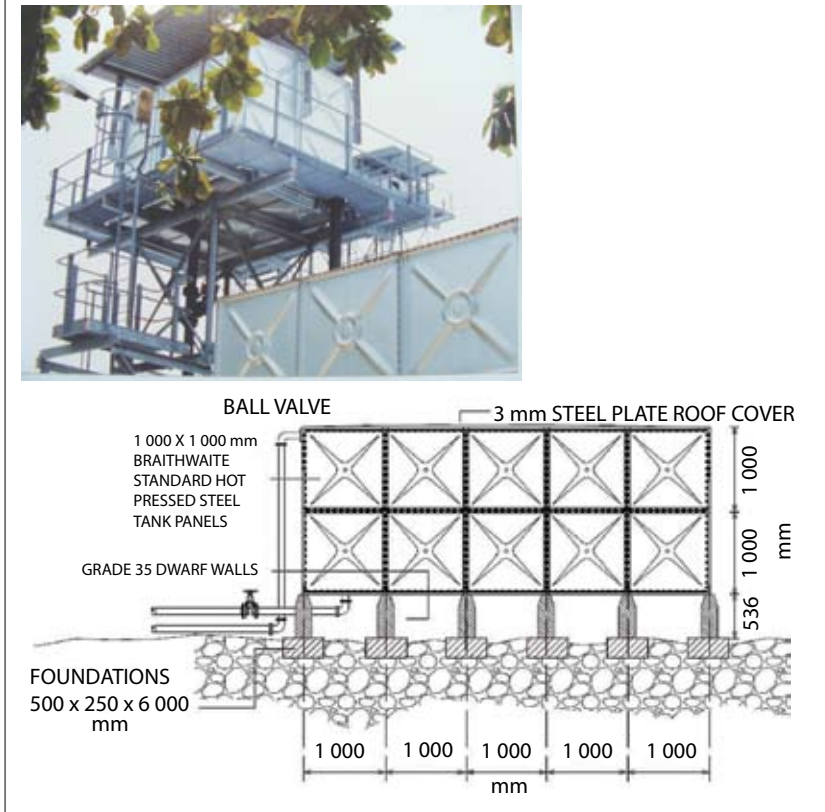 BALL VALVE
3 mm STEEL PLATE ROOF COVER
1 000 X 1 000 mm
BRAITHWAITE
STANDARD HOT
PRESSED STEEL
TANK PANELS
1 000
1 000
mm
GRADE 35 DWARF WALLS
536
FOUNDATIONS
500 x 250 x 6 000
mm
1 000
1 000
1 000
1 000
1 000
mm